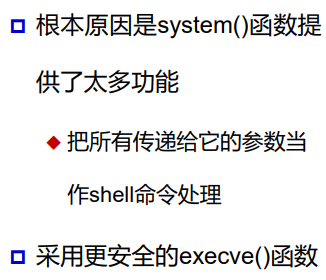 根本原因是system()函数提
供了太多功能
把所有传递给它的参数当
作shell命令处理
采用更安全的execve()函数